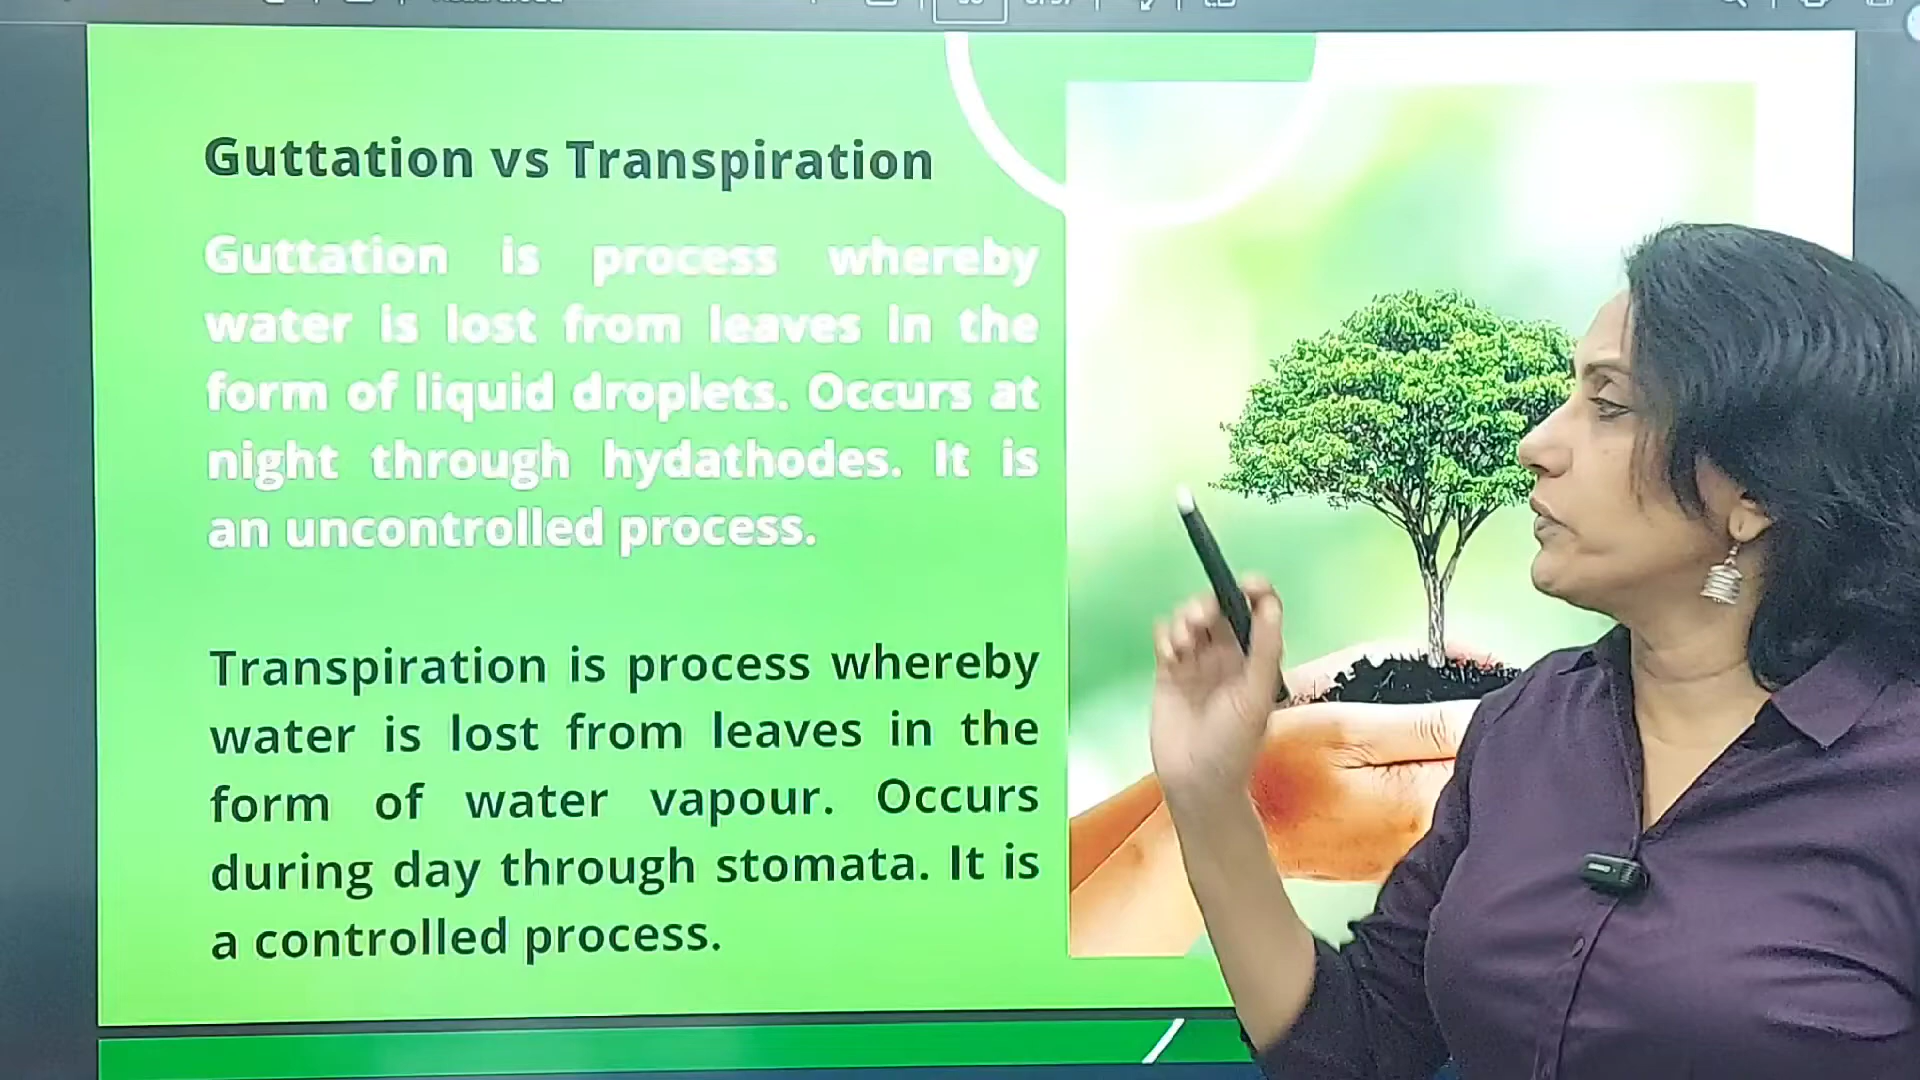 Guttation vs Transpiration
Guttation is process whereby
water is lost from leaves in the
form of liquid droplets. Occurs at
night through hydathodes. It is
an uncontrolled process.
Transpiration is process whereby
water is lost from leaves in the
form of water vapour. Occurs
during day through stomata. It is
a controlled process.